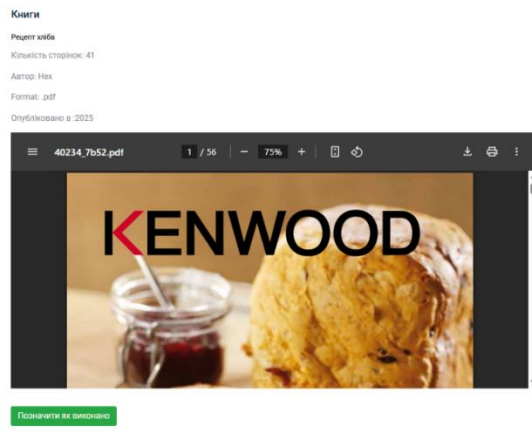 Книги
Рецепт хліба
Кількість сторінок: 41
Автор: Hex
Format: .pdf
Опубліковано в :2025
40234_7b52.pdf 1 / 56 75%
KENWOOD
Позначити як виконано